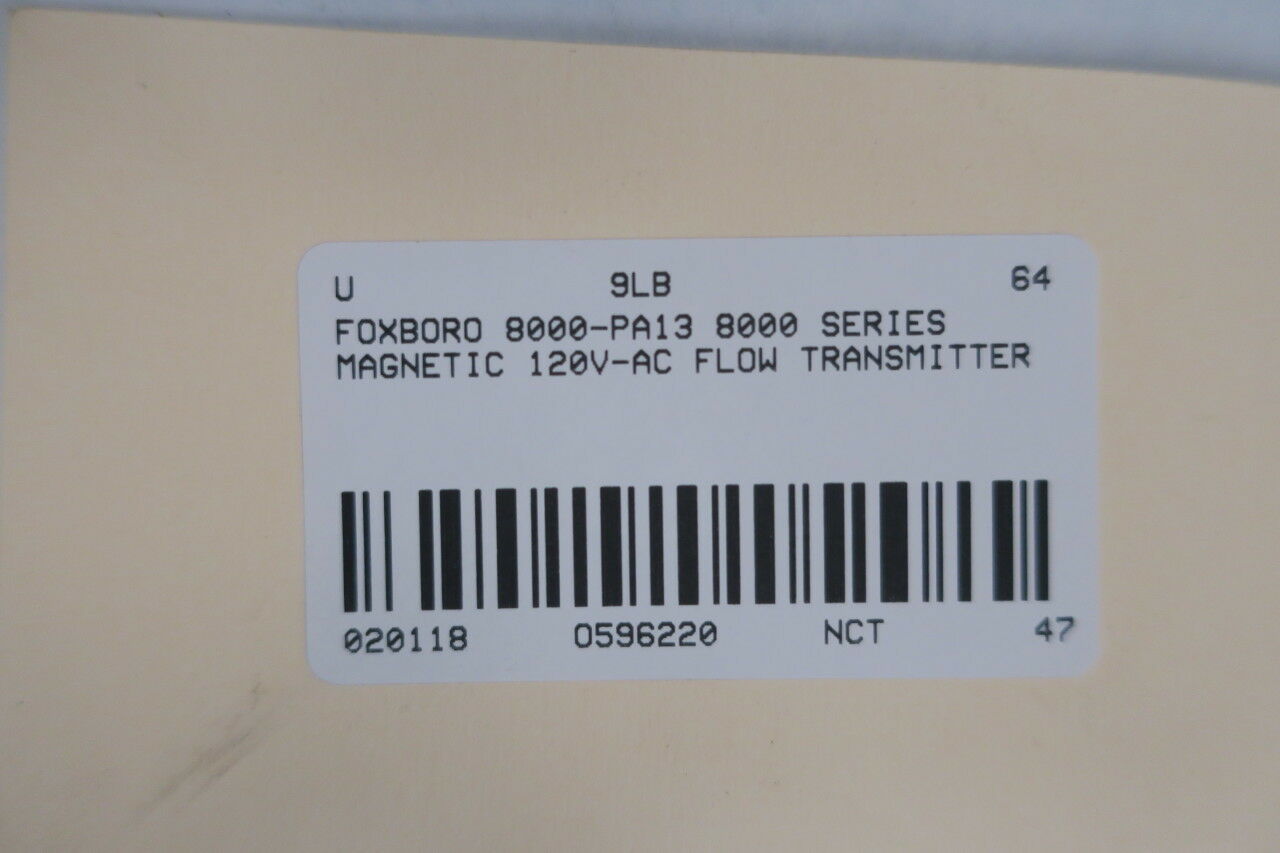 U 9LB 64
FOXBORO 8000-PA13 8000 SERIES
MAGNETIC 120V-AC FLOW TRANSMITTER
020118 0596220 NCT 47